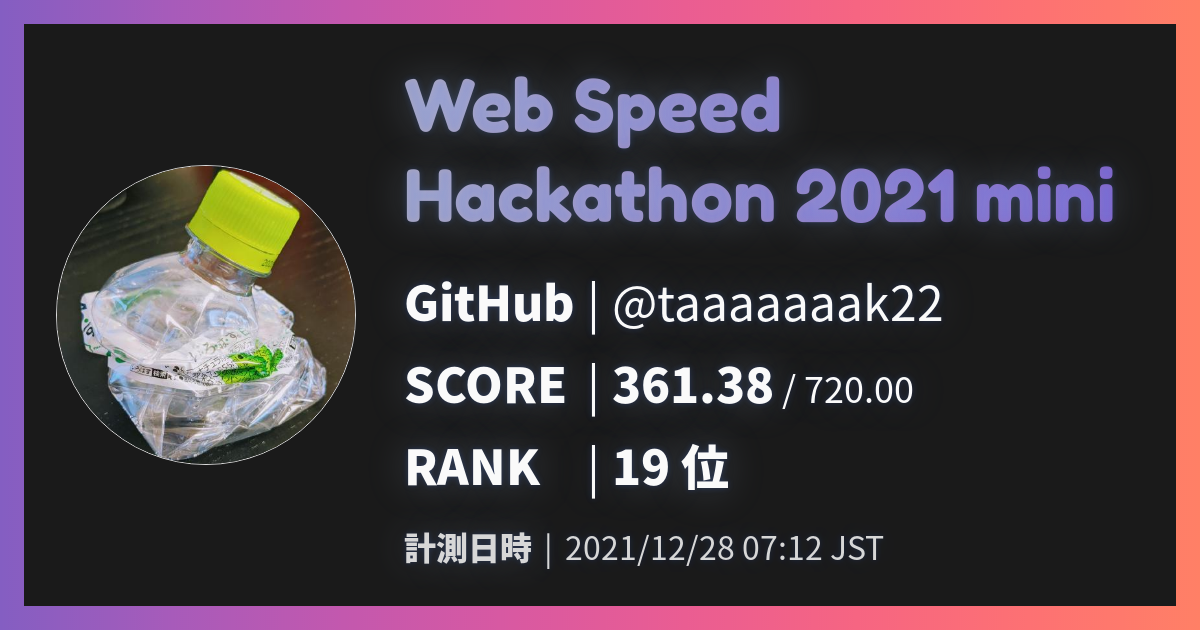 Web Speed
Hackathon 2021 mini
GitHub | @taaaaaaak22
SCORE | 361.38 / 720.00
RANK | 19 位
計測日時 | 2021/12/28 07:12 JST